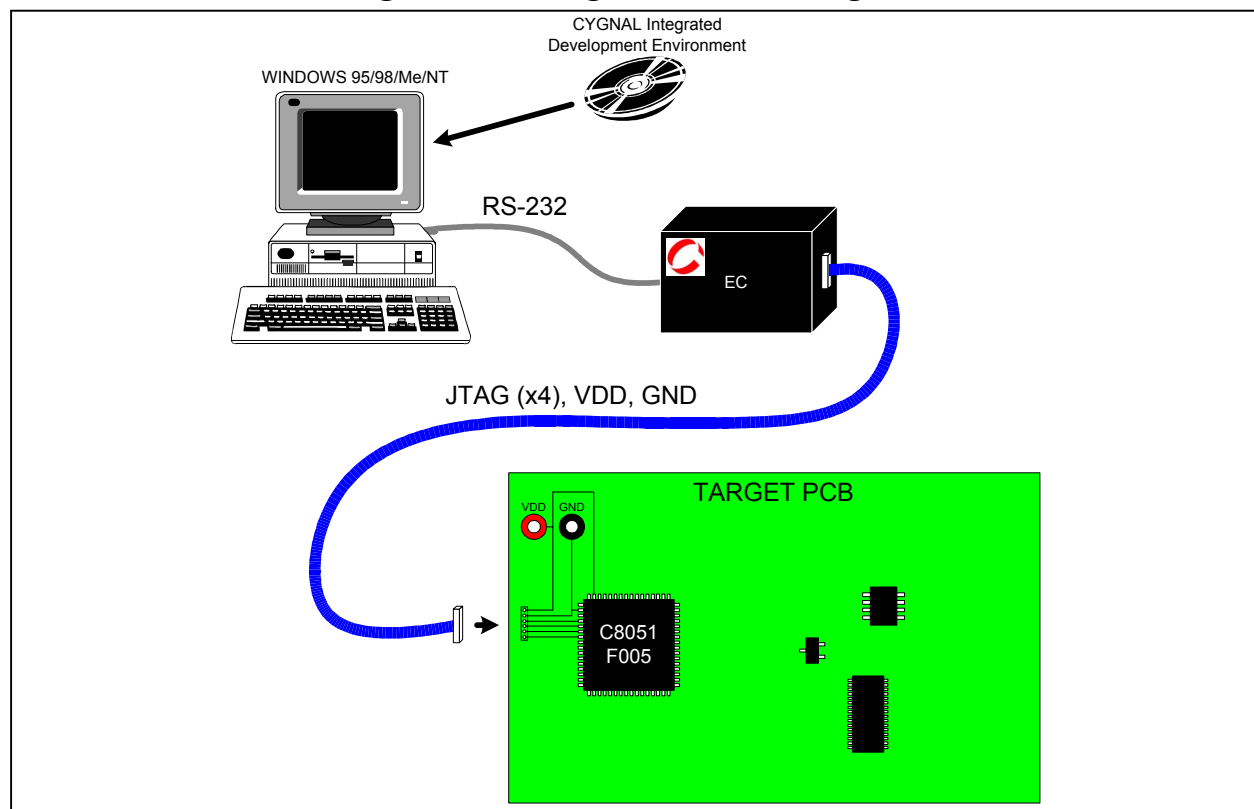 CYGNAL Integrated
Development Environment
WINDOWS 95/98/Me/NT
RS-232
EC
JTAG (x4), VDD, GND
TARGET PCB
VDD GND
C8051
F005